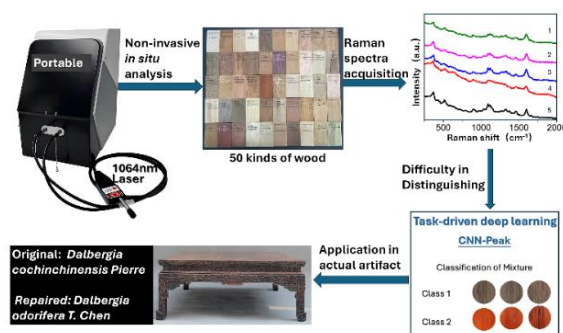 Portable
1064nm
Laser
Non-invasive
in situ
analysis
50 kinds of wood
Raman
spectra
acquisition
Intensity (a.u.)
1
2
3
4
5
500 1000 1500 2000
Raman shift (cm⁻¹)
Difficulty in
Distinguishing
Task-driven deep learning
CNN-Peak
Classification of Mixture
Class 1
Class 2
Application in
actual artifact
Original: Dalbergia
cochinchinensis Pierre
Repaired: Dalbergia
odorifera T. Chen